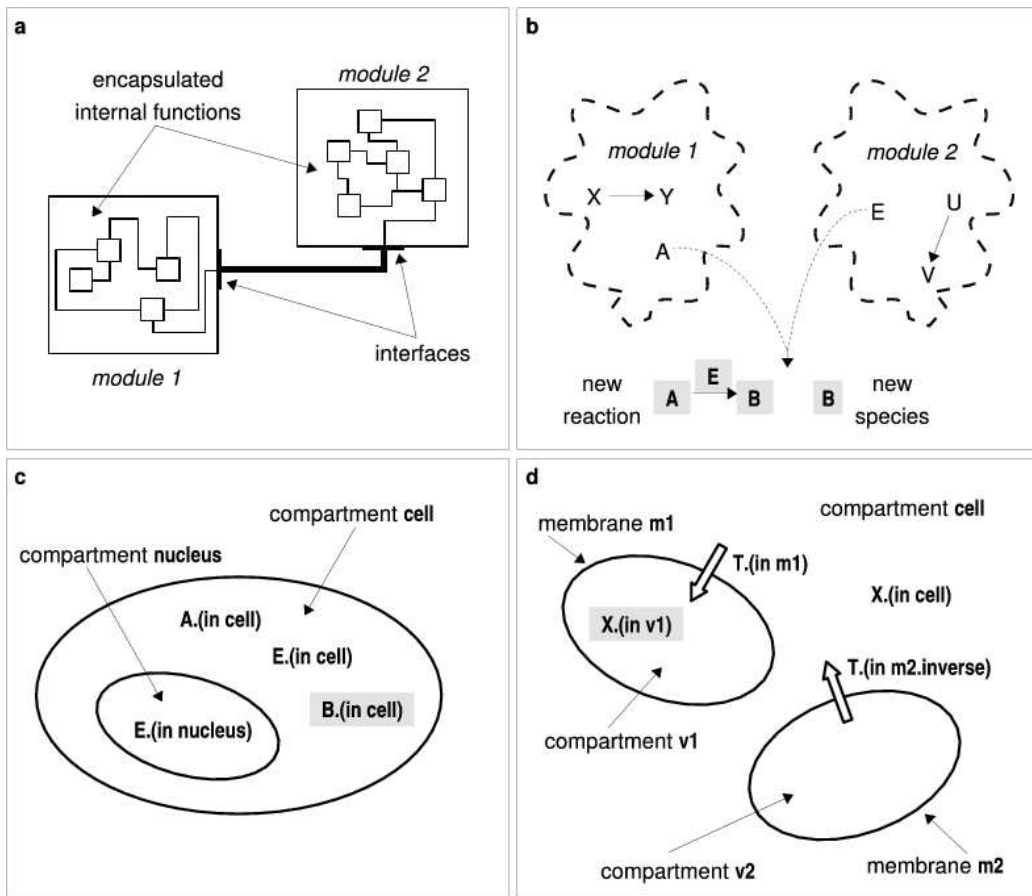 a
encapsulated
internal functions
module 2
interfaces
module 1
b
module 1
module 2
X
Y
E
U
A
V
E
new
reaction
A
B
B
new
species
c
compartment cell
compartment nucleus
A.(in cell)
E.(in cell)
B.(in cell)
E.(in nucleus)
d
compartment cell
membrane m1
T.(in m1)
X.(in cell)
X.(in v1)
T.(in m2.inverse)
compartment v1
compartment v2
membrane m2